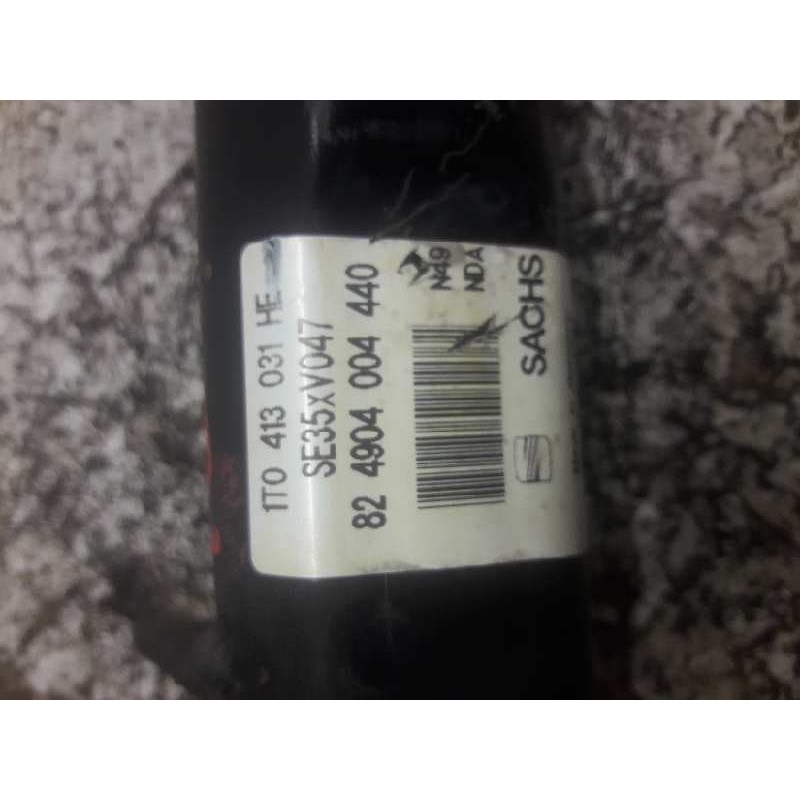 1T0 413 031 HE
SE35xV047
82 4904 004 440
N49
NDA
SACHS